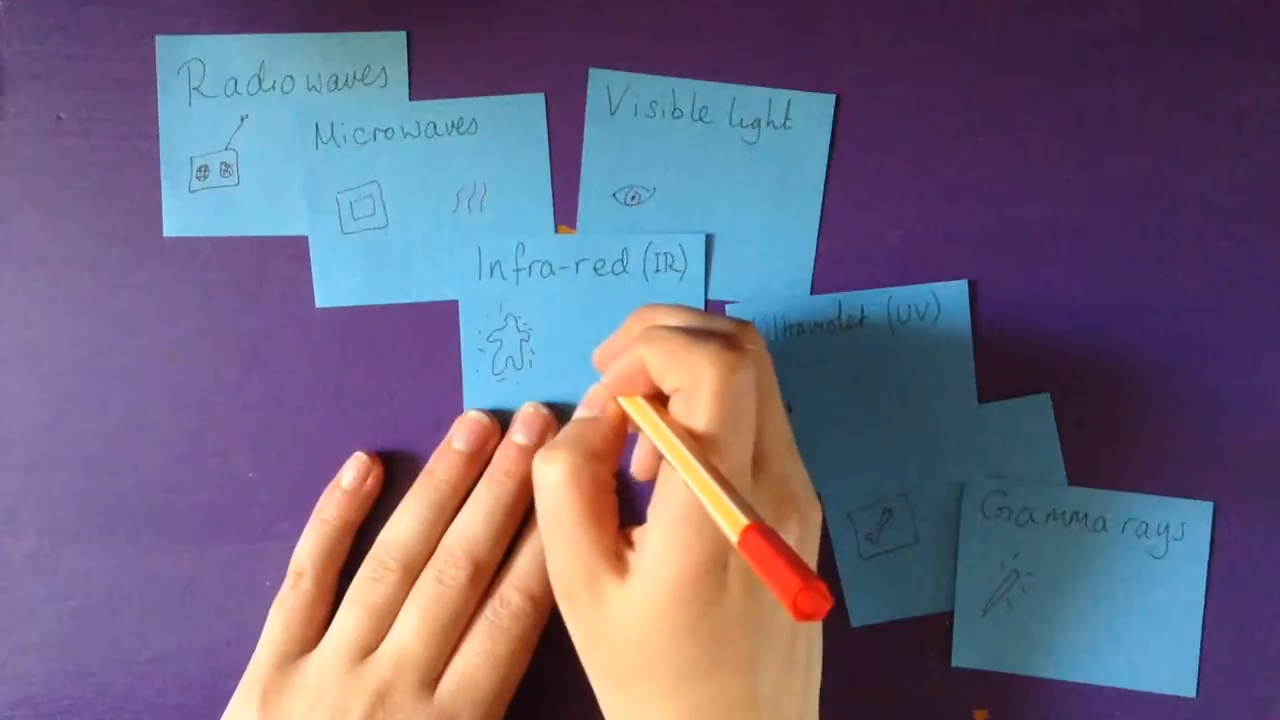 Radiowaves
Microwaves
Visible light
Infra-red (IR)
Ultraviolet (UV)
Gamma rays